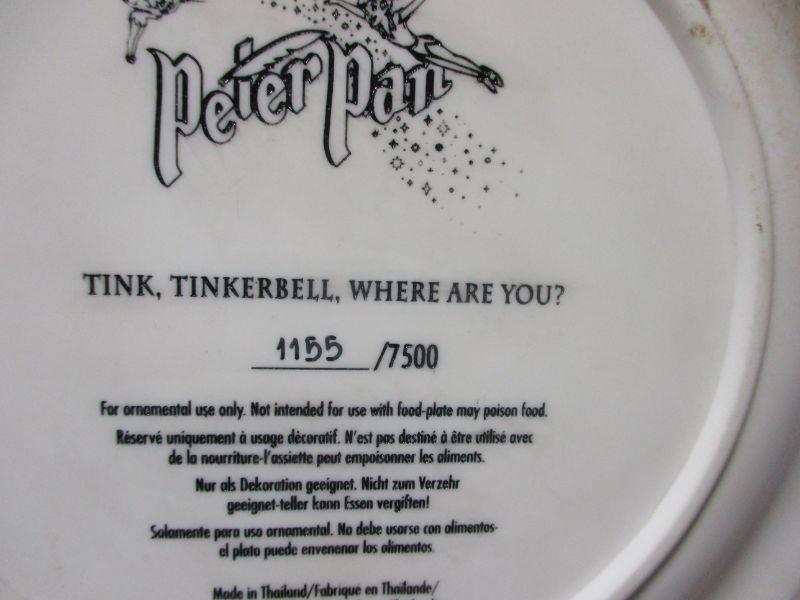 Peter Pan
TINK, TINKERBELL, WHERE ARE YOU?
1155 /7500
For ornamental use only. Not intended for use with food-plate may poison food.
Réservé uniquement à usage dècoratif. N'est pas destiné à être utilisé avec
de la nourriture-l'assiette peut empoisonner les aliments.
Nur als Dekoration geeignet. Nicht zum Verzehr
geeignet-teller kann Essen vergiften!
Solamente para uso ornamental. No debe usarse con alimentos-
el plato puede envenenar los alimentos.
Made in Thailand/Fabriqué en Thaïlande/